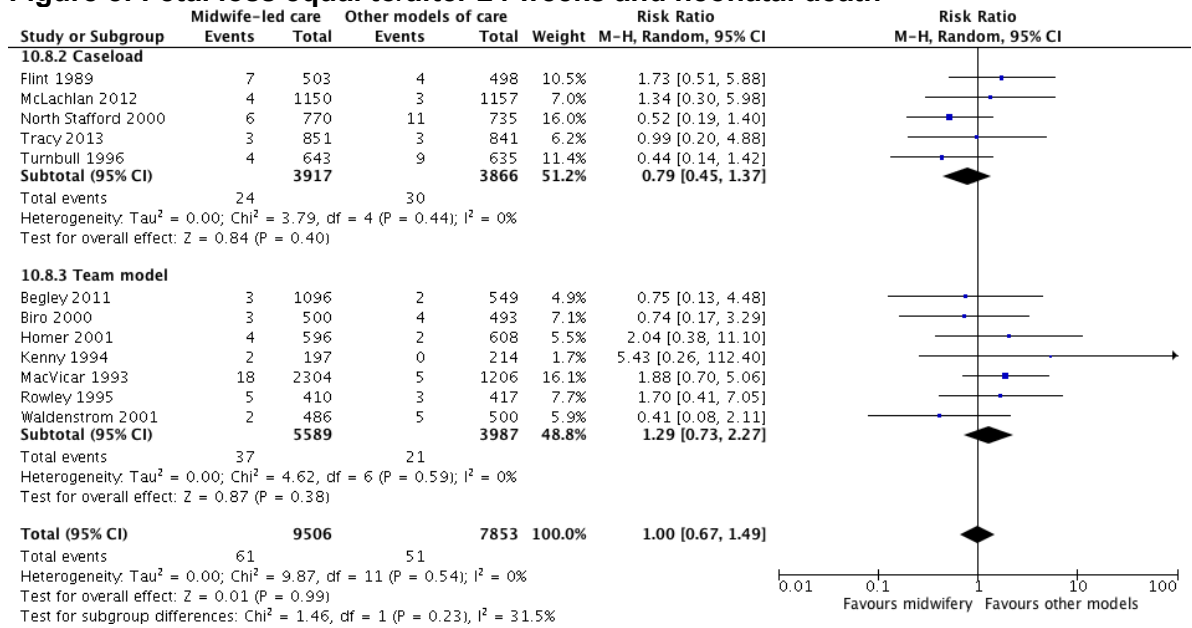 Midwife-led care Other models of care Risk Ratio Risk Ratio
Study or Subgroup Events Total Events Total Weight M-H, Random, 95% CI M-H, Random, 95% CI
10.8.2 Caseload
Flint 1989 7 503 4 498 10.5% 1.73 [0.51, 5.88]
McLachlan 2012 4 1150 3 1157 7.0% 1.34 [0.30, 5.98]
North Stafford 2000 6 770 11 735 16.0% 0.52 [0.19, 1.40]
Tracy 2013 3 851 3 841 6.2% 0.99 [0.20, 4.88]
Turnbull 1996 4 643 9 635 11.4% 0.44 [0.14, 1.42]
Subtotal (95% CI) 3917 3866 51.2% 0.79 [0.45, 1.37]
Total events 24 30
Heterogeneity: Tau² = 0.00; Chi² = 3.79, df = 4 (P = 0.44); I² = 0%
Test for overall effect: Z = 0.84 (P = 0.40)
10.8.3 Team model
Begley 2011 3 1096 2 549 4.9% 0.75 [0.13, 4.48]
Biro 2000 3 500 4 493 7.1% 0.74 [0.17, 3.29]
Homer 2001 4 596 2 608 5.5% 2.04 [0.38, 11.10]
Kenny 1994 2 197 0 214 1.7% 5.43 [0.26, 112.40]
MacVicar 1993 18 2304 5 1206 16.1% 1.88 [0.70, 5.06]
Rowley 1995 5 410 3 417 7.7% 1.70 [0.41, 7.05]
Waldenstrom 2001 2 486 5 500 5.9% 0.41 [0.08, 2.11]
Subtotal (95% CI) 5589 3987 48.8% 1.29 [0.73, 2.27]
Total events 37 21
Heterogeneity: Tau² = 0.00; Chi² = 4.62, df = 6 (P = 0.59); I² = 0%
Test for overall effect: Z = 0.87 (P = 0.38)
Total (95% CI) 9506 7853 100.0% 1.00 [0.67, 1.49]
Total events 61 51
Heterogeneity: Tau² = 0.00; Chi² = 9.87, df = 11 (P = 0.54); I² = 0%
Test for overall effect: Z = 0.01 (P = 0.99)
Test for subgroup differences: Chi² = 1.46, df = 1 (P = 0.23), I² = 31.5%
0.01 0.1 1 10 100
Favours midwifery Favours other models